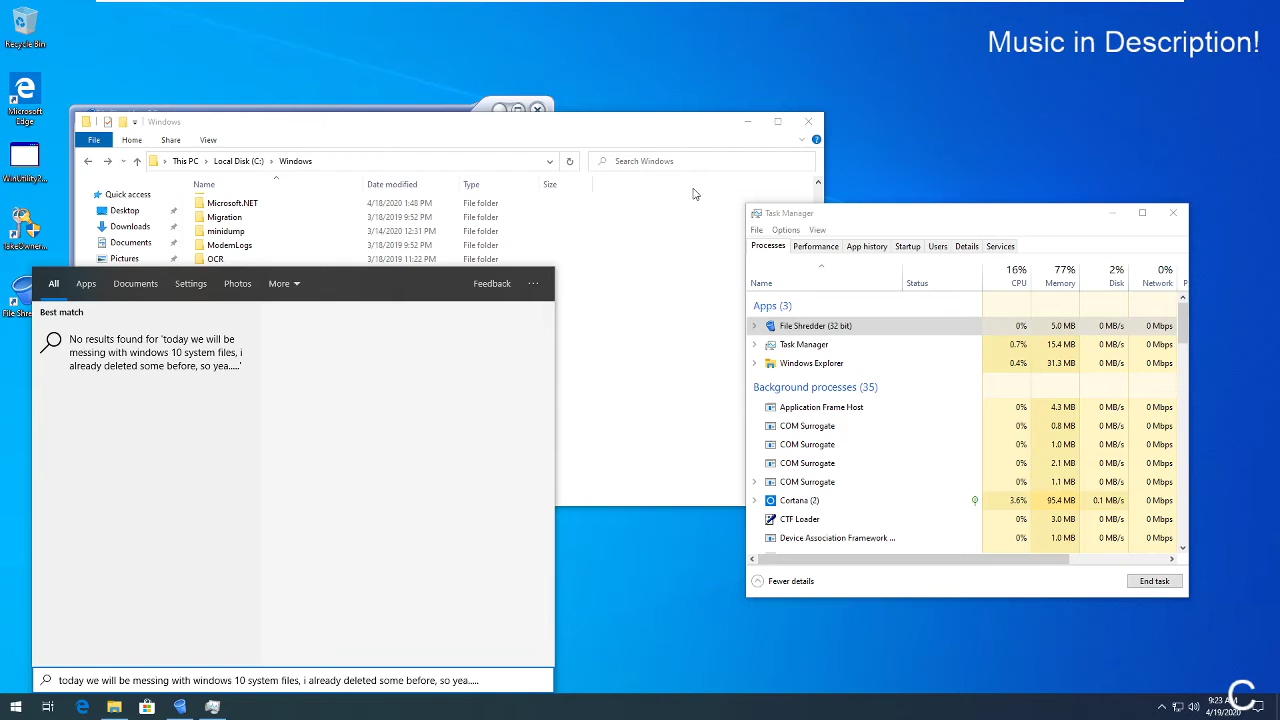 Music in Description!
Recycle Bin
Microsoft
Edge
WinUtility2...
TakeOwner...
File Shred
Windows
File Home Share View
This PC > Local Disk (C:) > Windows
Search Windows
Quick access
Desktop
Downloads
Documents
Pictures
Name Date modified Type Size
Microsoft.NET 4/18/2020 1:48 PM File folder
Migration 3/18/2019 9:52 PM File folder
minidump 3/14/2020 12:31 PM File folder
ModemLogs 3/18/2019 9:52 PM File folder
OCR 3/18/2019 11:22 PM File folder
All Apps Documents Settings Photos More Feedback ...
Best match
No results found for 'today we will be
messing with windows 10 system files, i
already deleted some before, so yea.....'
today we will be messing with windows 10 system files, i already deleted some before, so yea.....
Task Manager
File Options View
Processes Performance App history Startup Users Details Services
16% 77% 2% 0%
Name Status CPU Memory Disk Network P
Apps (3)
File Shredder (32 bit) 0% 5.0 MB 0 MB/s 0 Mbps
Task Manager 0.7% 15.4 MB 0 MB/s 0 Mbps
Windows Explorer 0.4% 31.3 MB 0 MB/s 0 Mbps
Background processes (35)
Application Frame Host 0% 4.3 MB 0 MB/s 0 Mbps
COM Surrogate 0% 0.8 MB 0 MB/s 0 Mbps
COM Surrogate 0% 1.0 MB 0 MB/s 0 Mbps
COM Surrogate 0% 2.1 MB 0 MB/s 0 Mbps
COM Surrogate 0% 1.1 MB 0 MB/s 0 Mbps
Cortana (2) 3.6% 95.4 MB 0.1 MB/s 0 Mbps
CTF Loader 0% 3.0 MB 0 MB/s 0 Mbps
Device Association Framework ... 0% 1.0 MB 0 MB/s 0 Mbps
Fewer details
End task
9:23 AM
4/19/2020
C